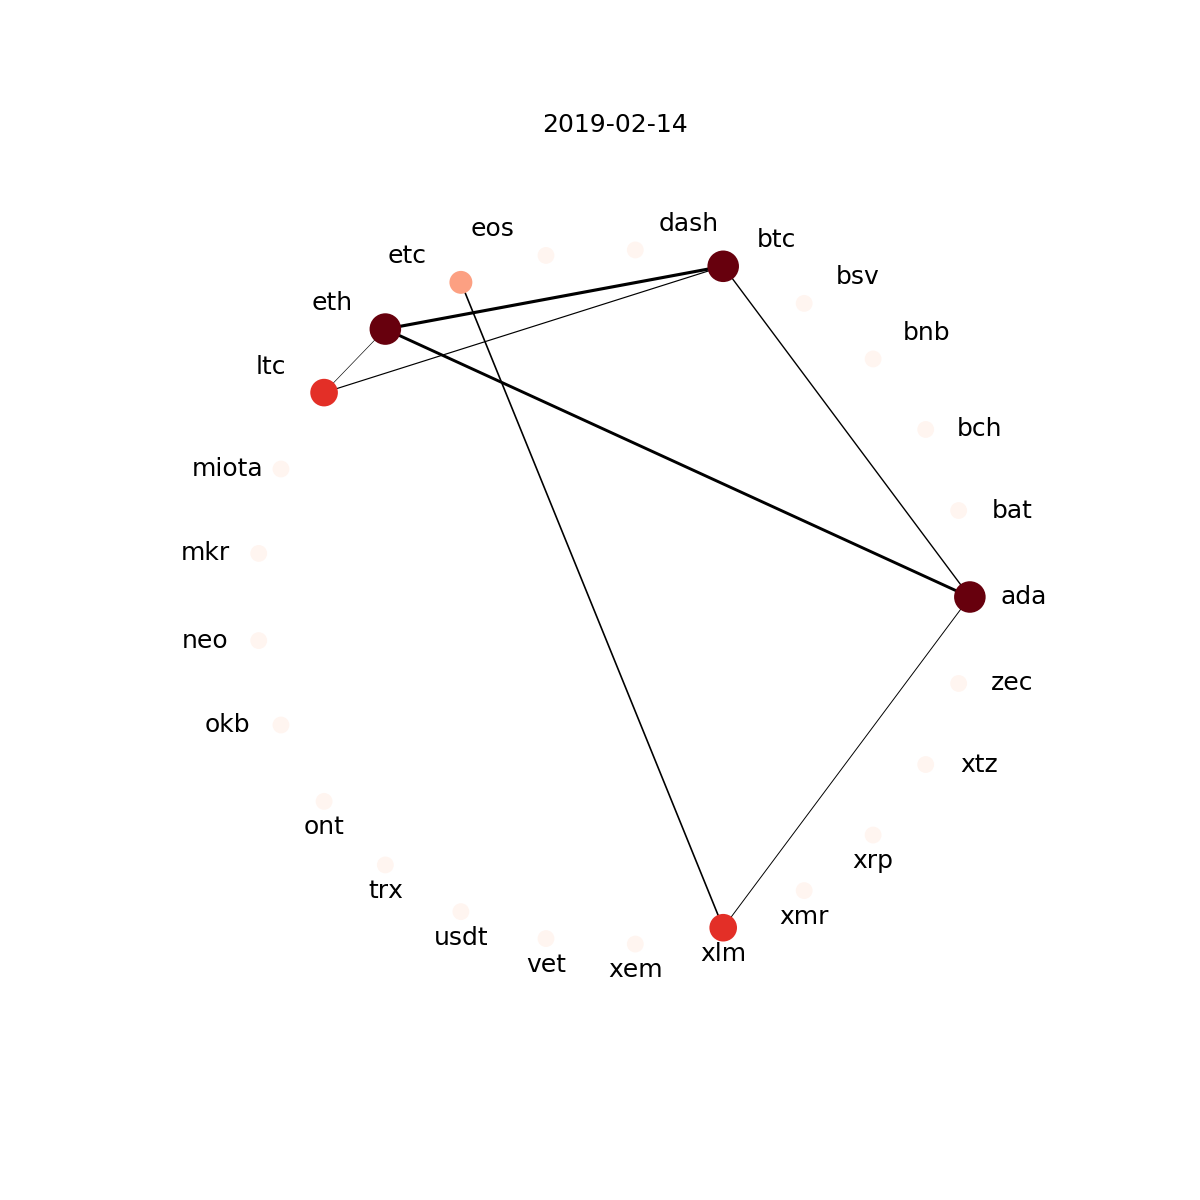 2019-02-14
dash
eos
btc
etc
bsv
eth
bnb
ltc
bch
miota
bat
mkr
ada
neo
zec
okb
xtz
ont
xrp
trx
xmr
usdt
xlm
vet
xem